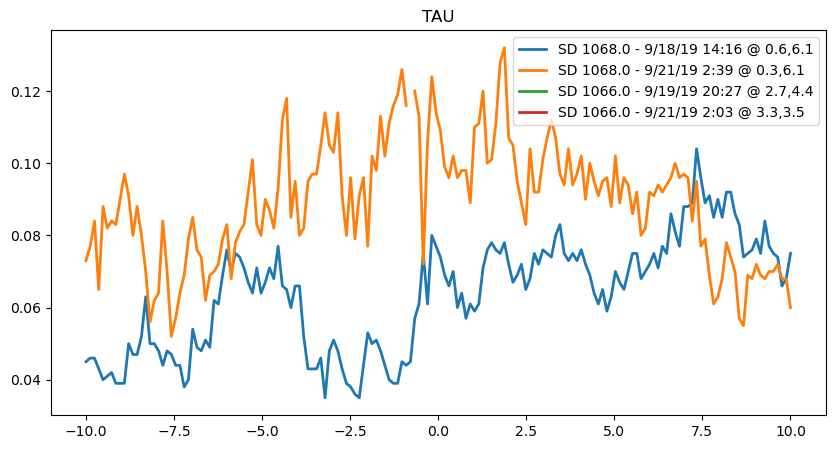 TAU
SD 1068.0 - 9/18/19 14:16 @ 0.6,6.1
SD 1068.0 - 9/21/19 2:39 @ 0.3,6.1
SD 1066.0 - 9/19/19 20:27 @ 2.7,4.4
SD 1066.0 - 9/21/19 2:03 @ 3.3,3.5
0.12
0.10
0.08
0.06
0.04
−10.0 −7.5 −5.0 −2.5 0.0 2.5 5.0 7.5 10.0